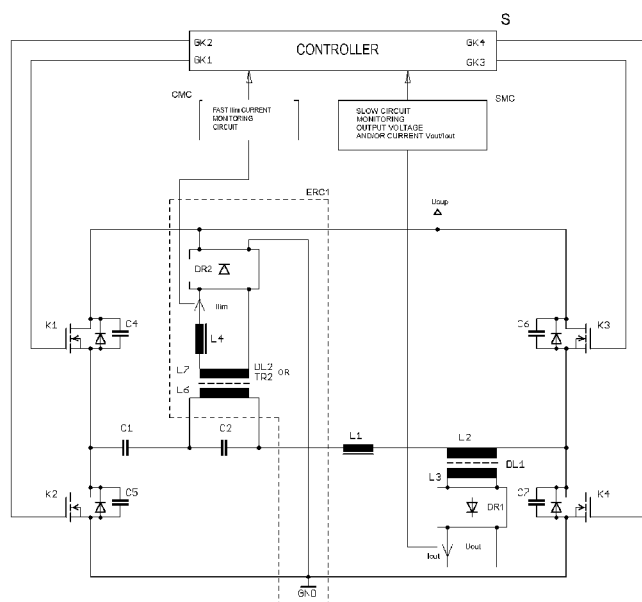 S
GK2
GK1
CONTROLLER
GK4
GK3
CMC
FAST Ilim CURRENT
MONITORING
CIRCUIT
SMC
SLOW CIRCUIT
MONITORING
OUTPUT VOLTAGE
AND/OR CURRENT Vout/Iout
ERC1
Usup
DR2
Ilim
K1
C4
C6
K3
L4
L7
DL2 OR
TR2
L6
C1
C2
L1
L2
DL1
L3
K2
C5
C7
K4
DR1
Iout
Uout
GND